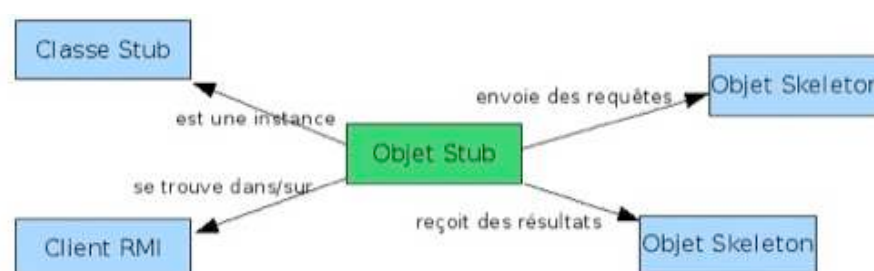 Classe Stub
Objet Skeleton
envoie des requêtes
est une instance
Objet Stub
se trouve dans/sur
reçoit des résultats
Client RMI
Objet Skeleton